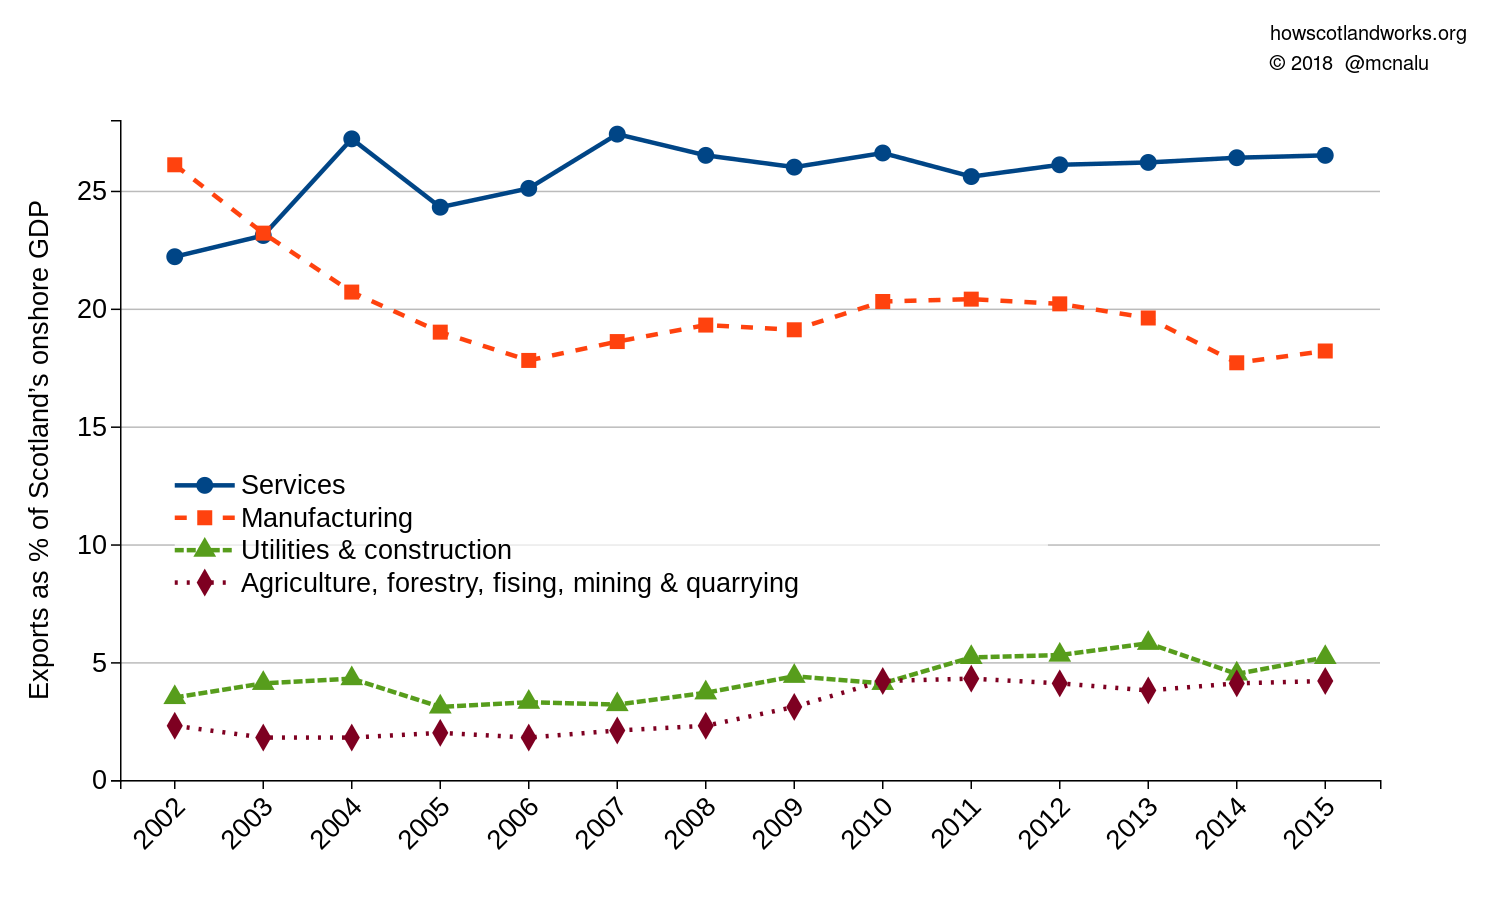 howscotlandworks.org
© 2018 @mcnalu
Exports as % of Scotland's onshore GDP
25
20
15
10
5
0
Services
Manufacturing
Utilities & construction
Agriculture, forestry, fising, mining & quarrying
2002
2003
2004
2005
2006
2007
2008
2009
2010
2011
2012
2013
2014
2015